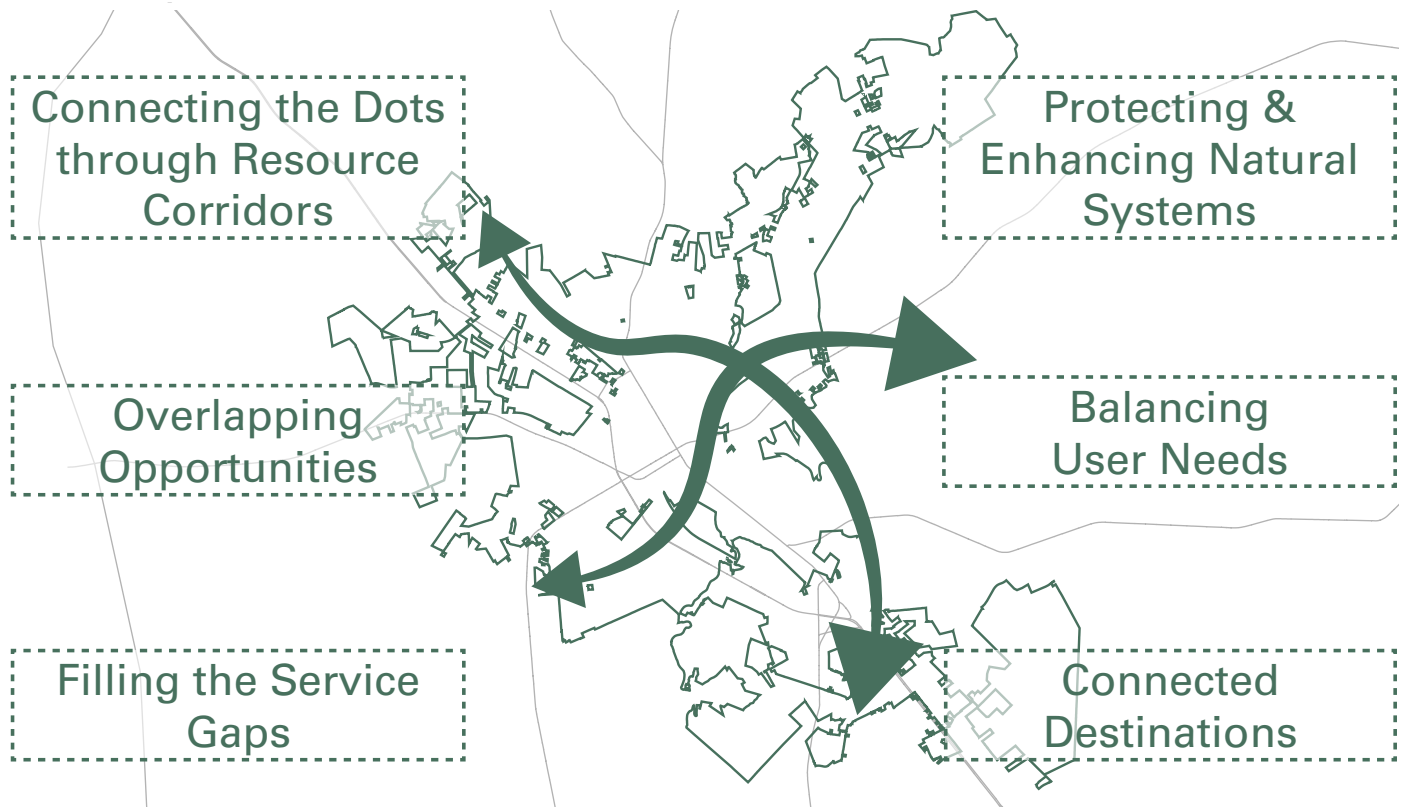 Connecting the Dots
through Resource
Corridors
Overlapping
Opportunities
Filling the Service
Gaps
Protecting &
Enhancing Natural
Systems
Balancing
User Needs
Connected
Destinations